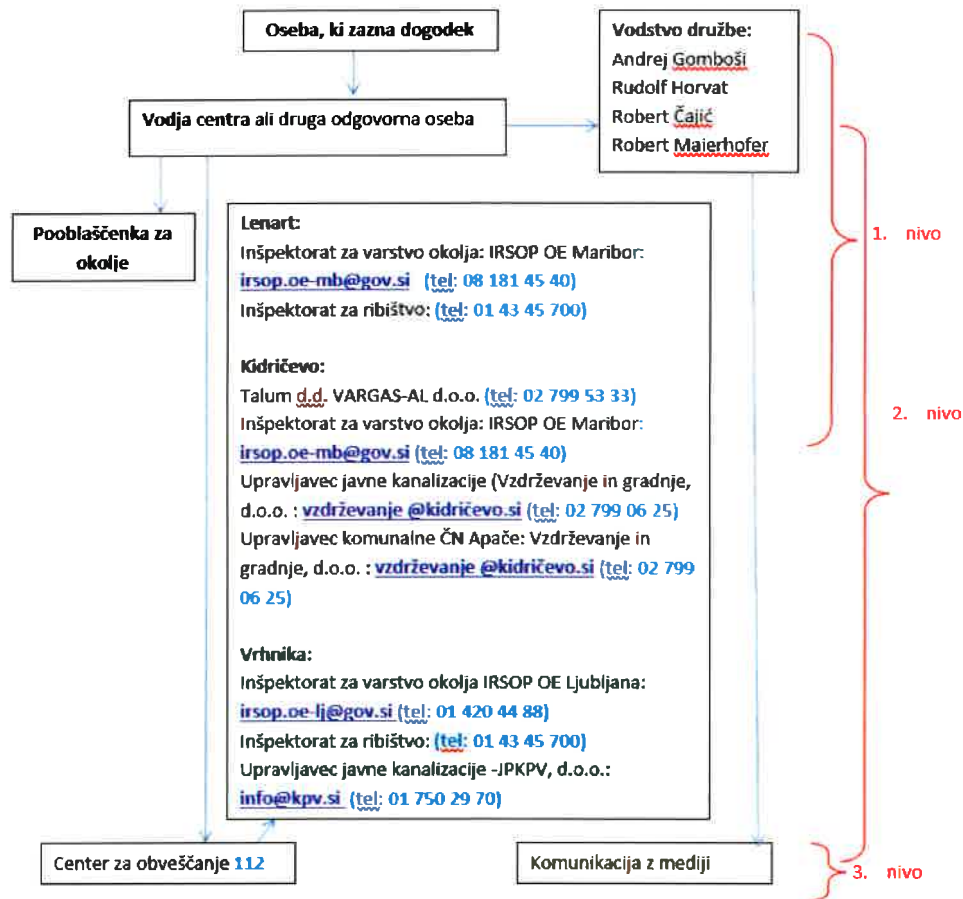 Oseba, ki zazna dogodek
Vodstvo družbe:
Andrej Gomboši
Rudolf Horvat
Robert Čajić
Robert Maierhofer
Vodja centra ali druga odgovorna oseba
Pooblaščenka za
okolje
Lenart:
Inšpektorat za varstvo okolja: IRSOP OE Maribor:
irsop.oe-mb@gov.si (tel: 08 181 45 40)
Inšpektorat za ribištvo: (tel: 01 43 45 700)
Kidričevo:
Talum d.d. VARGAS-AL d.o.o. (tel: 02 799 53 33)
Inšpektorat za varstvo okolja: IRSOP OE Maribor:
irsop.oe-mb@gov.si (tel: 08 181 45 40)
Upravljavec javne kanalizacije (Vzdrževanje in gradnje,
d.o.o. : vzdrževanje @kidričevo.si (tel: 02 799 06 25)
Upravljavec komunalne ČN Apače: Vzdrževanje in
gradnje, d.o.o. : vzdrževanje @kidričevo.si (tel: 02 799
06 25)
Vrhnika:
Inšpektorat za varstvo okolja IRSOP OE Ljubljana:
irsop.oe-lj@gov.si (tel: 01 420 44 88)
Inšpektorat za ribištvo: (tel: 01 43 45 700)
Upravljavec javne kanalizacije -JPKPV, d.o.o.:
info@kpv.si (tel: 01 750 29 70)
1. nivo
2. nivo
Center za obveščanje 112
Komunikacija z mediji
3. nivo